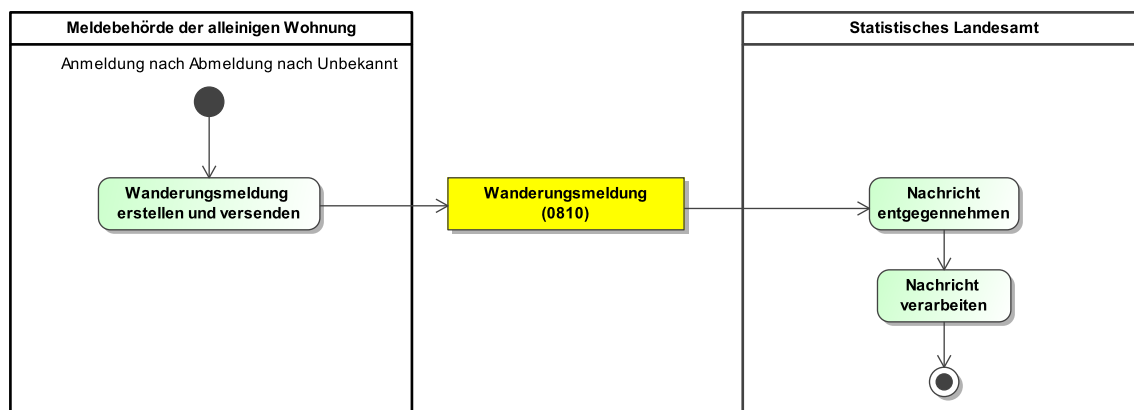 Meldebehörde der alleinigen Wohnung
Statistisches Landesamt
Anmeldung nach Abmeldung nach Unbekannt
Wanderungsmeldung
erstellen und versenden
Wanderungsmeldung
(0810)
Nachricht
entgegennehmen
Nachricht
verarbeiten